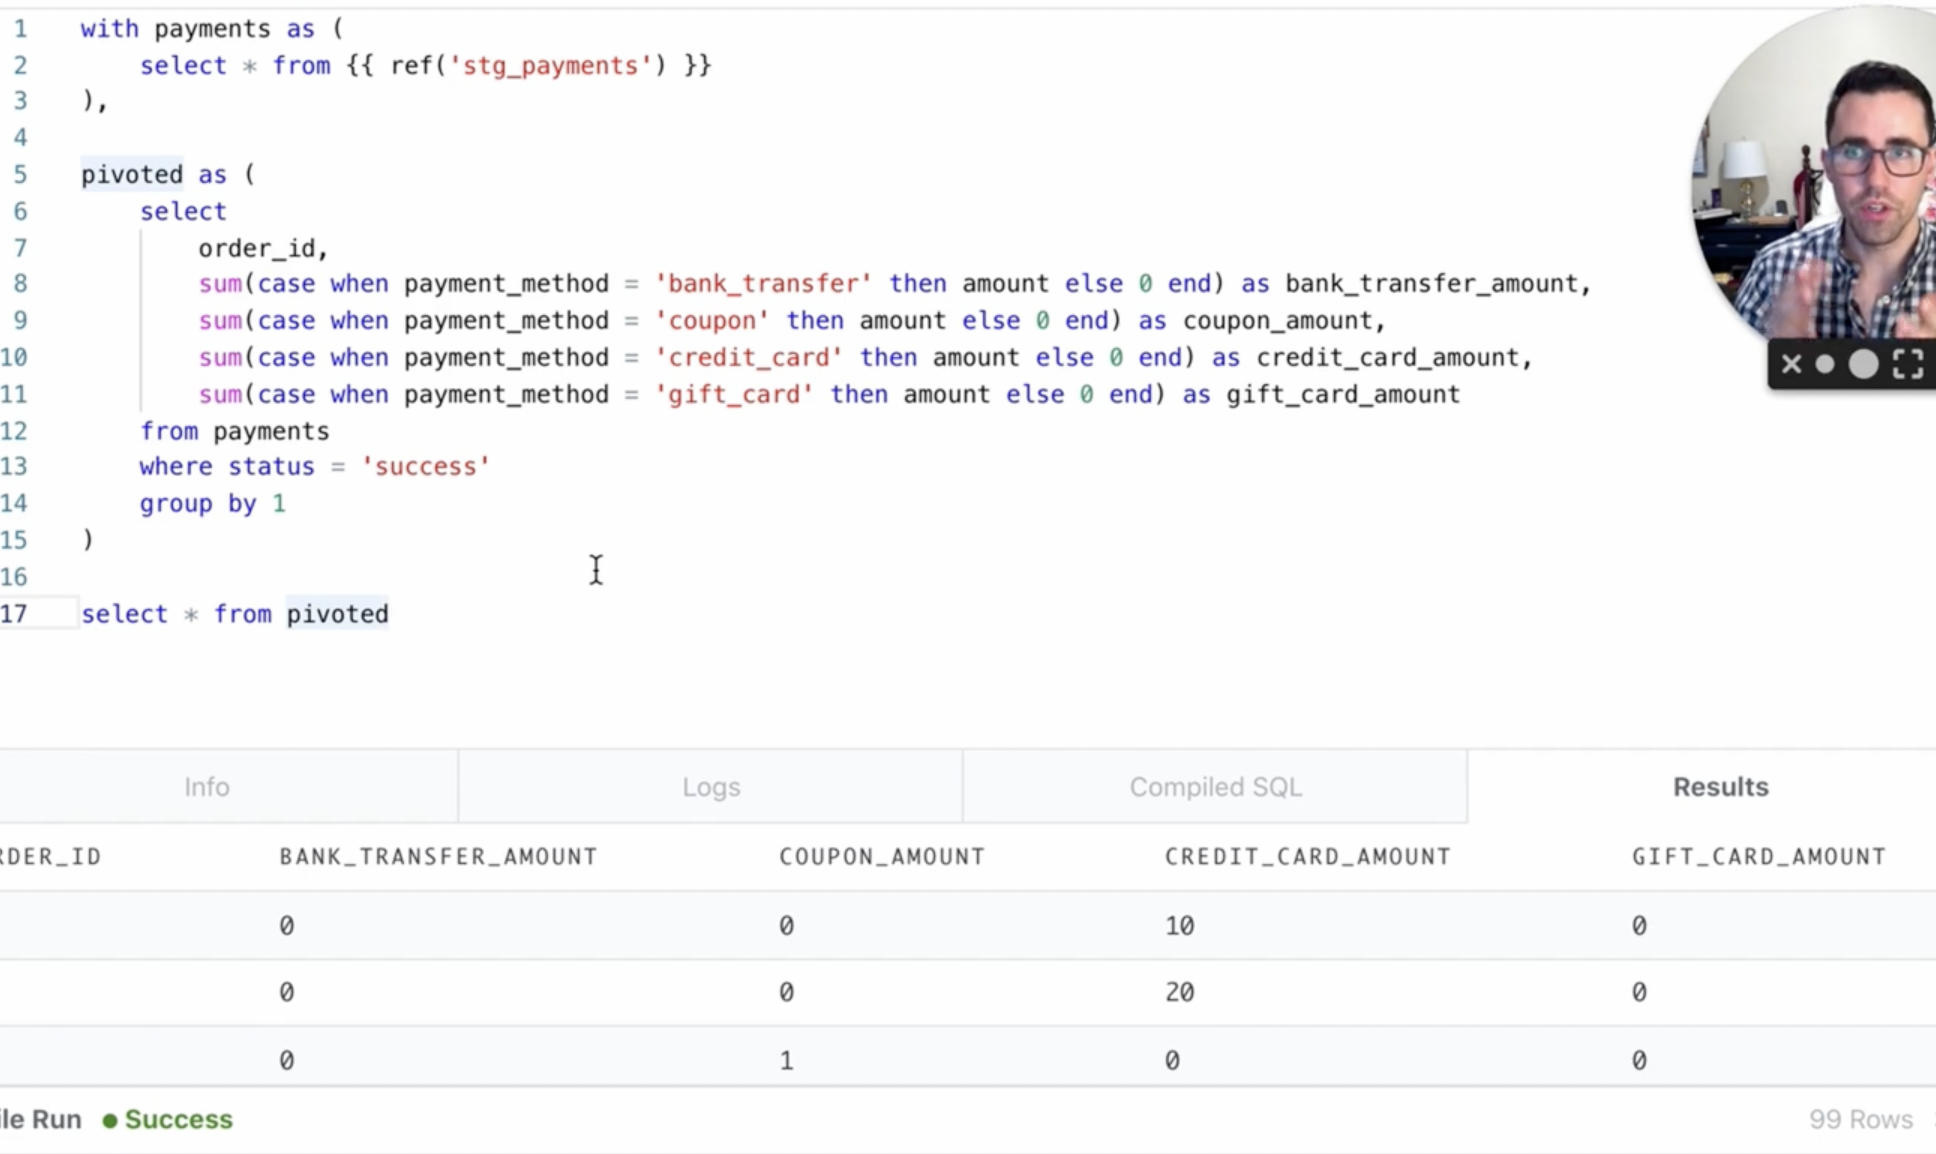 1 with payments as (
2 select * from {{ ref('stg_payments') }}
3 ),
4
5 pivoted as (
6 select
7 order_id,
8 sum(case when payment_method = 'bank_transfer' then amount else 0 end) as bank_transfer_amount,
9 sum(case when payment_method = 'coupon' then amount else 0 end) as coupon_amount,
10 sum(case when payment_method = 'credit_card' then amount else 0 end) as credit_card_amount,
11 sum(case when payment_method = 'gift_card' then amount else 0 end) as gift_card_amount
12 from payments
13 where status = 'success'
14 group by 1
15 )
16
17 select * from pivoted
Info Logs Compiled SQL Results
RDER_ID BANK_TRANSFER_AMOUNT COUPON_AMOUNT CREDIT_CARD_AMOUNT GIFT_CARD_AMOUNT
0 0 10 0
0 0 20 0
0 1 0 0
ile Run Success 99 Rows